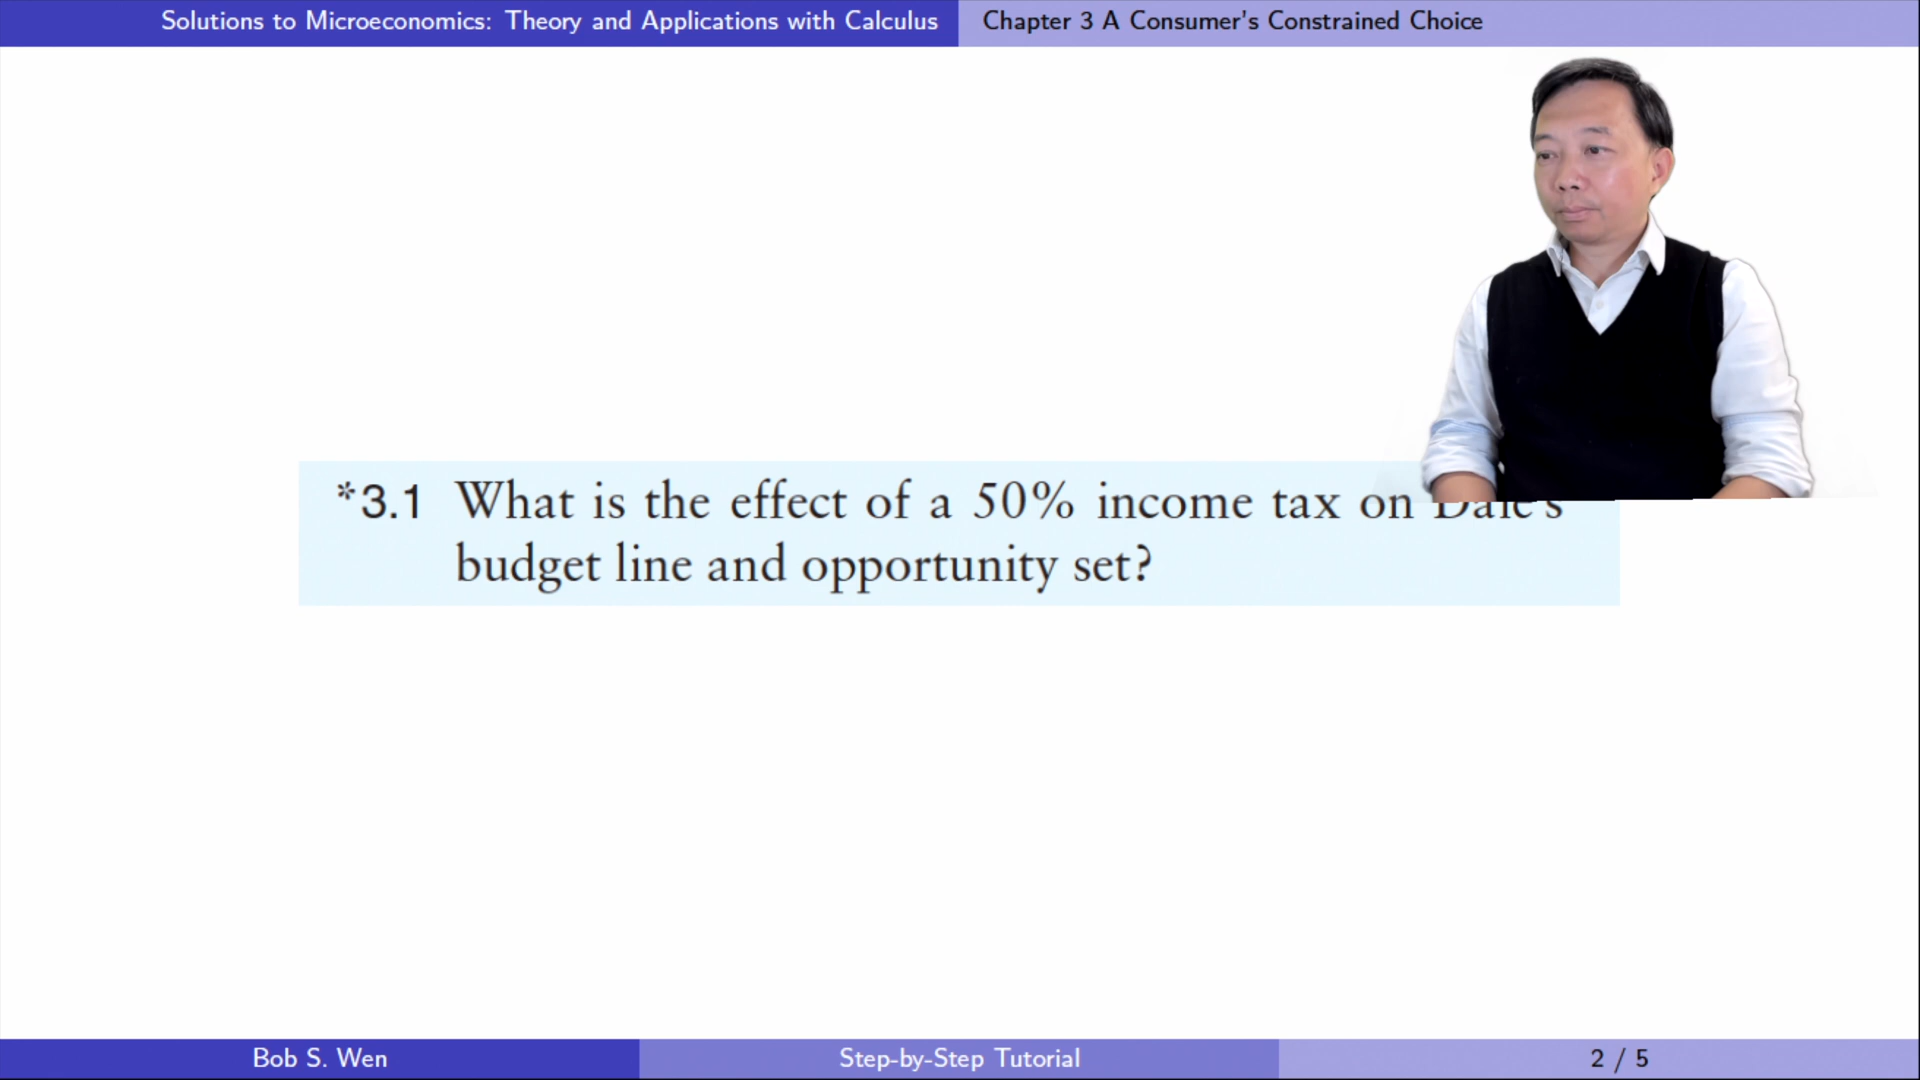 Solutions to Microeconomics: Theory and Applications with Calculus
Chapter 3 A Consumer's Constrained Choice
*3.1 What is the effect of a 50% income tax on Dale's
budget line and opportunity set?
Bob S. Wen
Step-by-Step Tutorial
2 / 5